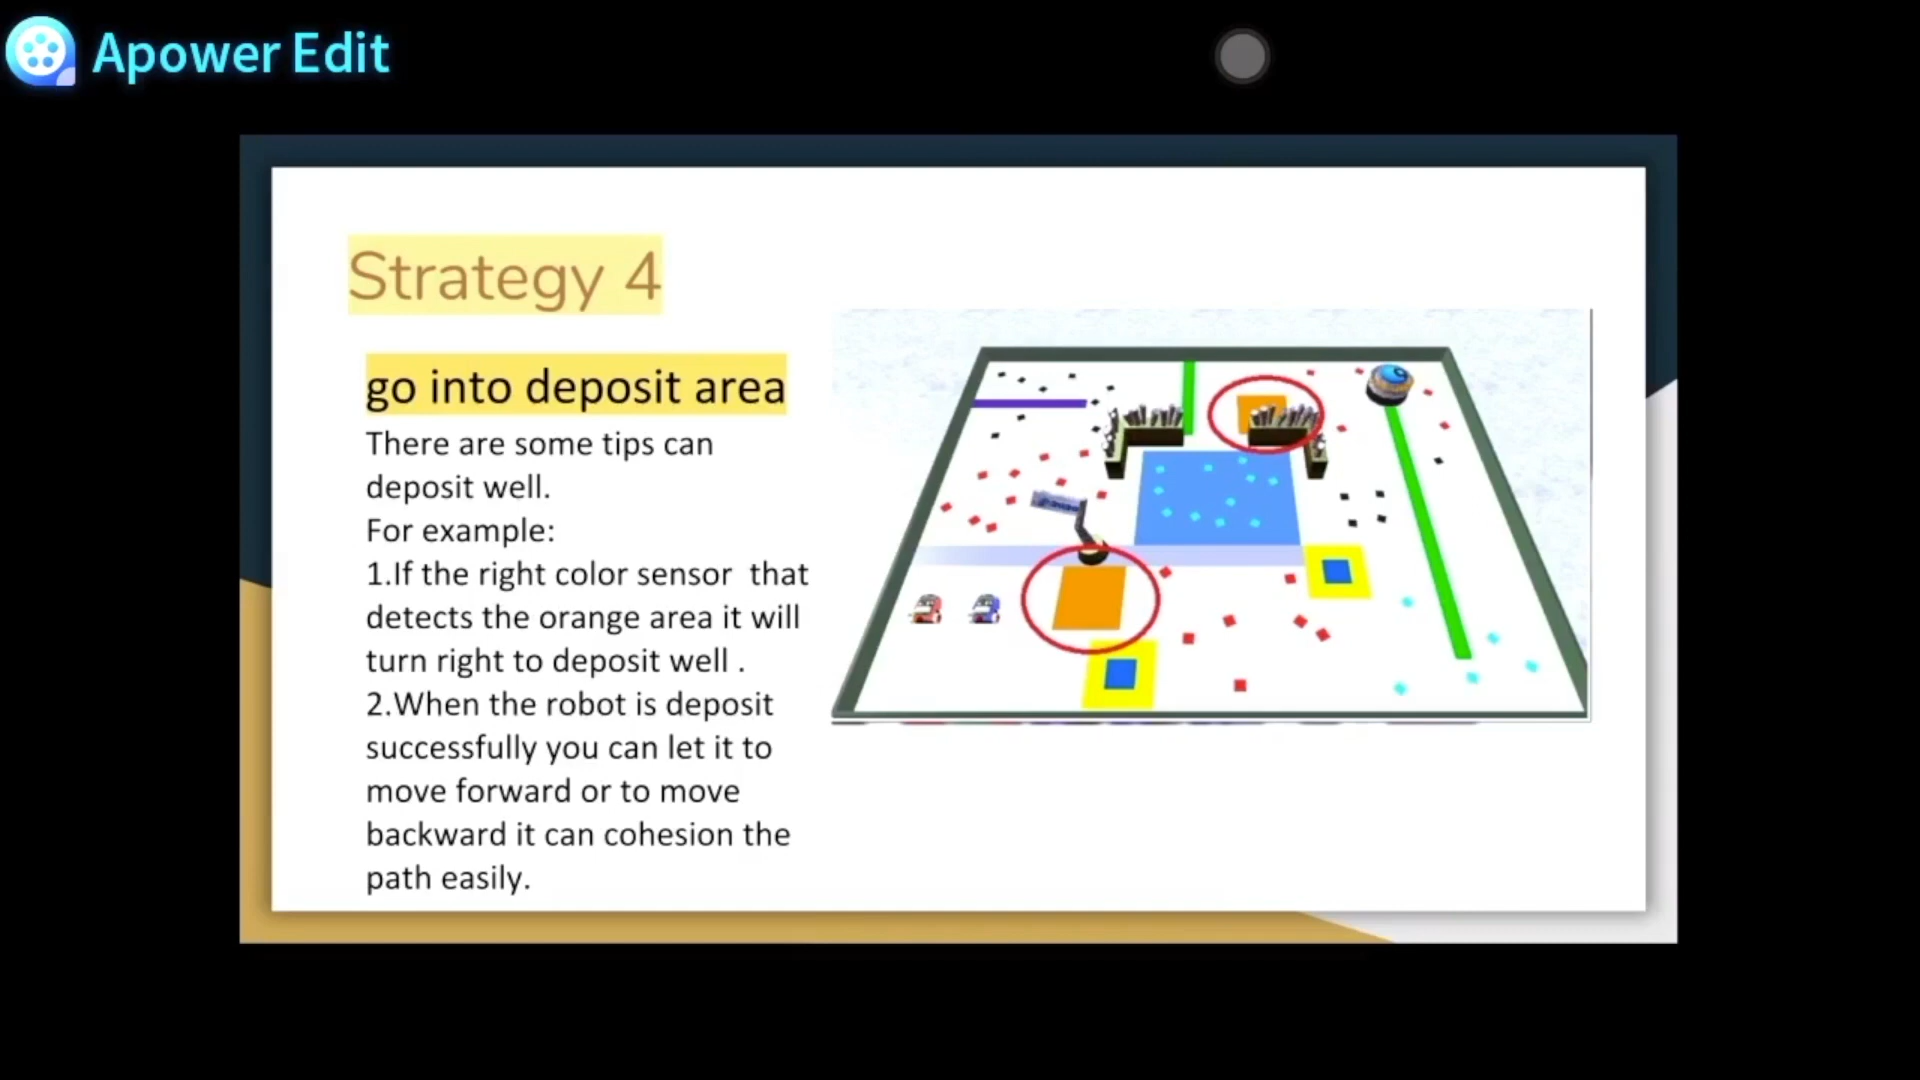 Apower Edit
Strategy 4
go into deposit area
There are some tips can
deposit well.
For example:
1.If the right color sensor  that
detects the orange area it will
turn right to deposit well .
2.When the robot is deposit
successfully you can let it to
move forward or to move
backward it can cohesion the
path easily.